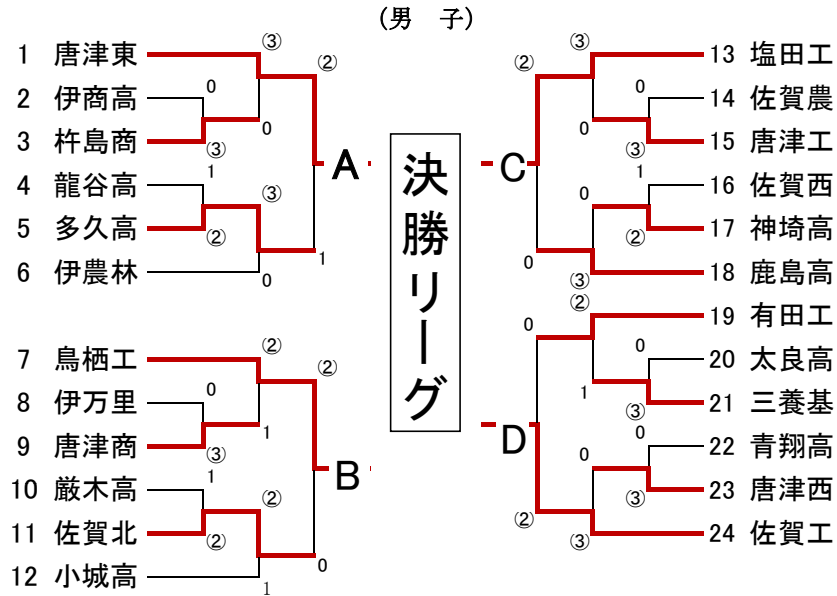 (男 子)
1 唐津東
2 伊商高
3 杵島商
4 龍谷高
5 多久高
6 伊農林
③
0
③
0
1
②
③
0
②
1
A
7 鳥栖工
8 伊万里
9 唐津商
10 厳木高
11 佐賀北
12 小城高
②
0
③
1
1
②
②
1
②
0
B
決勝リーグ
C
②
0
③
0
0
③
1
②
0
③
13 塩田工
14 佐賀農
15 唐津工
16 佐賀西
17 神埼高
18 鹿島高
D
0
②
②
1
0
③
0
③
0
③
19 有田工
20 太良高
21 三養基
22 青翔高
23 唐津西
24 佐賀工